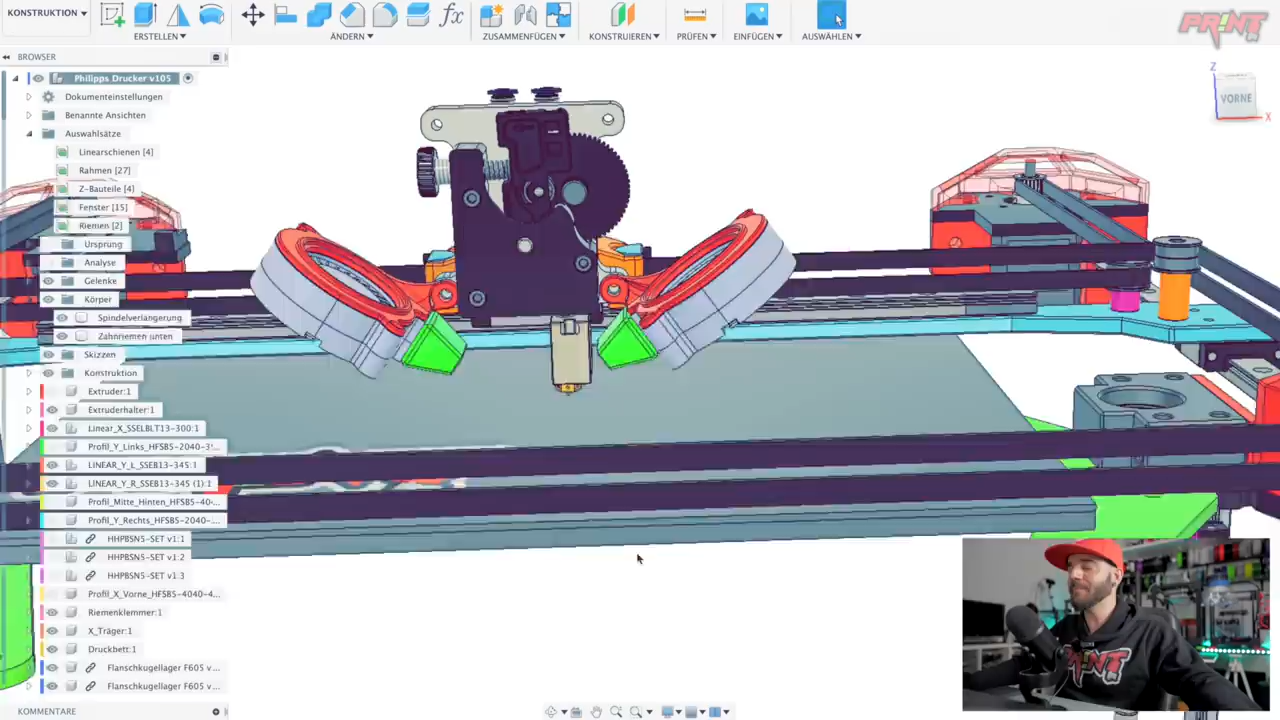 KONSTRUKTION
ERSTELLEN
ÄNDERN
fx
ZUSAMMENFÜGEN
KONSTRUIEREN
PRÜFEN
EINFÜGEN
AUSWÄHLEN
PRINT
BROWSER
Philipps Drucker v105
Dokumenteinstellungen
Benannte Ansichten
Auswahlsätze
Linearschienen [4]
Rahmen [27]
Z-Bauteile [4]
Fenster [15]
Riemen [2]
Ursprung
Analyse
Gelenke
Körper
Spindelverlängerung
Zahnriemen unten
Skizzen
Konstruktion
Extruder:1
Extruderhalter:1
Linear_X_SSELBLT13-300:1
Profil_Y_Links_HFSB5-2040-3'...
LINEAR_Y_L_SSEB13-345:1
LINEAR_Y_R_SSEB13-345 (1):1
Profil_Mitte_Hinten_HFSB5-40-...
Profil_Y_Rechts_HFSB5-2040-...
HHPBSN5-SET v1:1
HHPBSN5-SET v1:2
HHPBSN5-SET v1:3
Profil_X_Vorne_HFSB5-4040-4...
Riemenklemmer:1
X_Träger:1
Druckbett:1
Flanschkugellager F605 v...
Flanschkugellager F605 v...
KOMMENTARE
Z
VORNE
X
PRINT